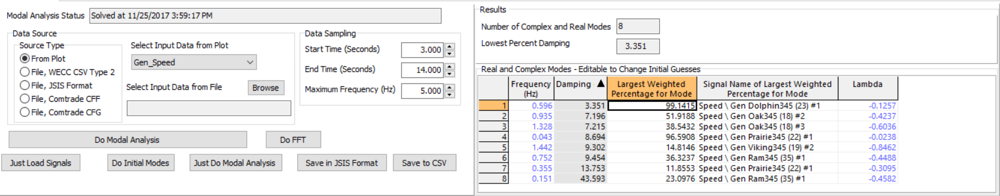 Modal Analysis Status Solved at 11/25/2017 3:59:17 PM
Data Source
Source Type
From Plot
File, WECC CSV Type 2
File, JSIS Format
File, Comtrade CFF
File, Comtrade CFG
Select Input Data from Plot
Gen_Speed
Select Input Data from File Browse
Data Sampling
Start Time (Seconds) 3.000
End Time (Seconds) 14.000
Maximum Frequency (Hz) 5.000
Do Modal Analysis Do FFT
Just Load Signals Do Initial Modes Just Do Modal Analysis Save in JSIS Format Save to CSV
Results
Number of Complex and Real Modes 8
Lowest Percent Damping 3.351
Real and Complex Modes - Editable to Change Initial Guesses
Frequency Damping Largest Weighted Signal Name of Largest Weighted Lambda
(Hz) Percentage for Mode Percentage for Mode
1 0.596 3.351 99.1415 Speed \ Gen Dolphin345 (23) #1 -0.1257
2 0.935 7.196 51.9188 Speed \ Gen Oak345 (18) #2 -0.4237
3 1.328 7.215 38.5432 Speed \ Gen Oak345 (18) #3 -0.6036
4 0.043 8.694 96.5908 Speed \ Gen Prairie345 (22) #1 -0.0238
5 1.442 9.302 14.8146 Speed \ Gen Viking345 (19) #2 -0.8462
6 0.752 9.454 36.3237 Speed \ Gen Ram345 (35) #1 -0.4488
7 0.355 13.753 11.8553 Speed \ Gen Prairie345 (22) #1 -0.3095
8 0.151 43.593 23.0976 Speed \ Gen Ram345 (35) #1 -0.4582